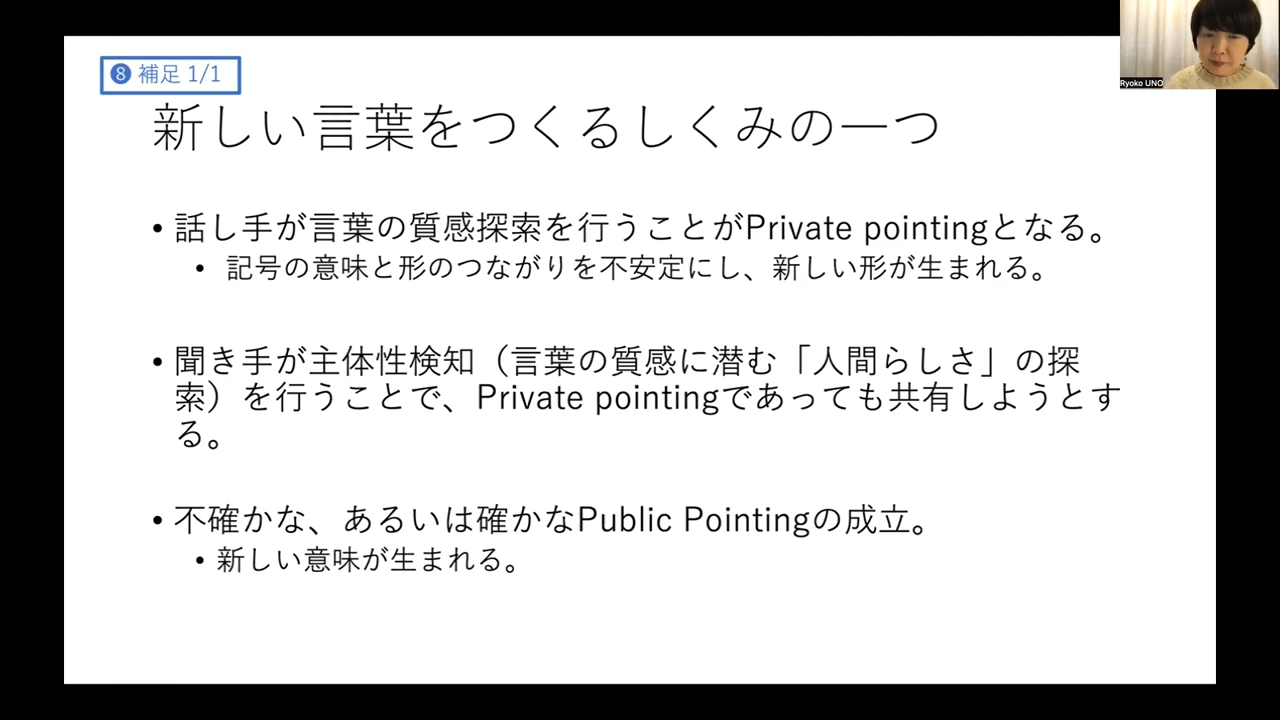 ❽ 補足 1/1
Ryoko UNO
新しい言葉をつくるしくみの一つ
• 話し手が言葉の質感探索を行うことがPrivate pointingとなる。
• 記号の意味と形のつながりを不安定にし、新しい形が生まれる。
• 聞き手が主体性検知（言葉の質感に潜む「人間らしさ」の探
索）を行うことで、Private pointingであっても共有しようとす
る。
• 不確かな、あるいは確かなPublic Pointingの成立。
• 新しい意味が生まれる。